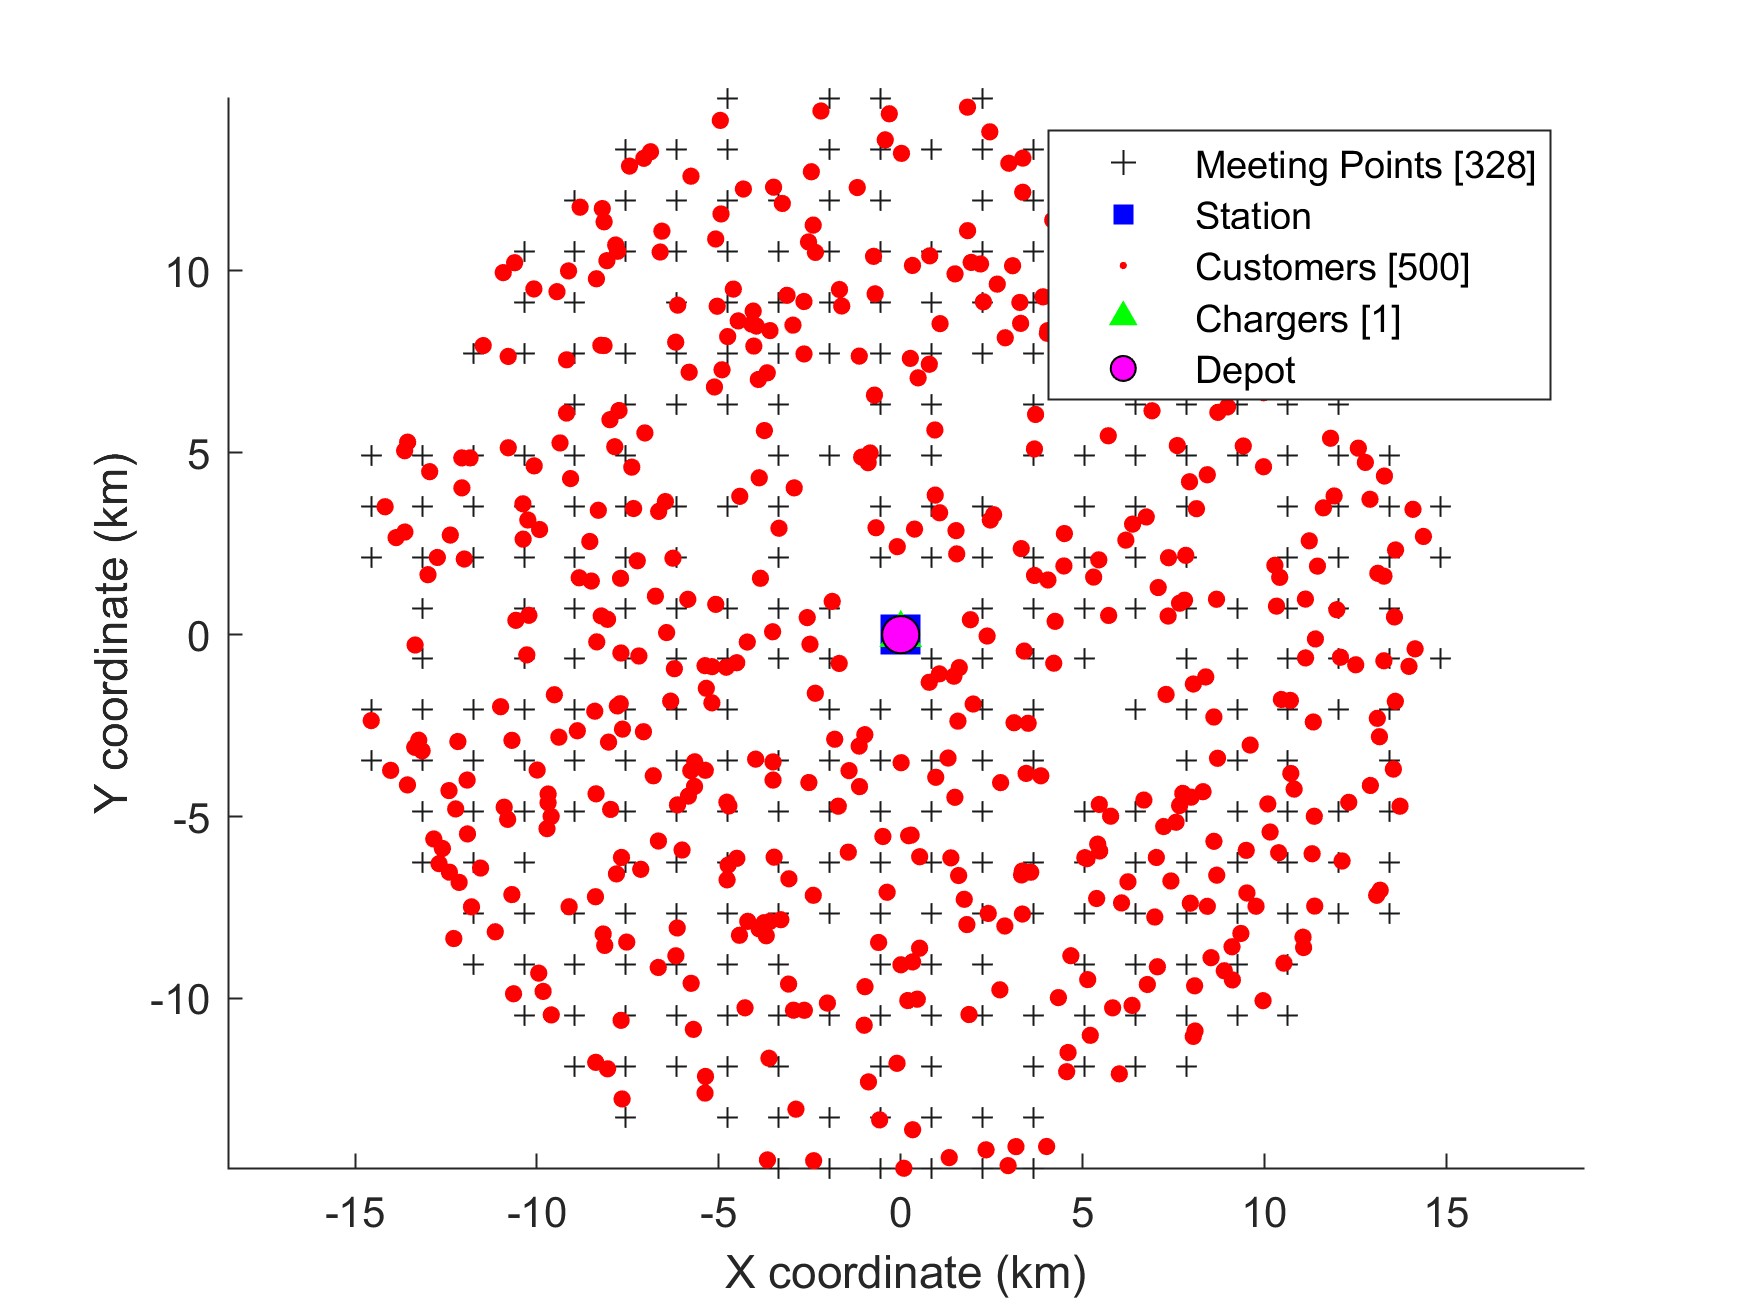 Meeting Points [328]
Station
Customers [500]
Chargers [1]
Depot
10
5
0
-5
-10
Y coordinate (km)
-15
-10
-5
0
5
10
15
X coordinate (km)